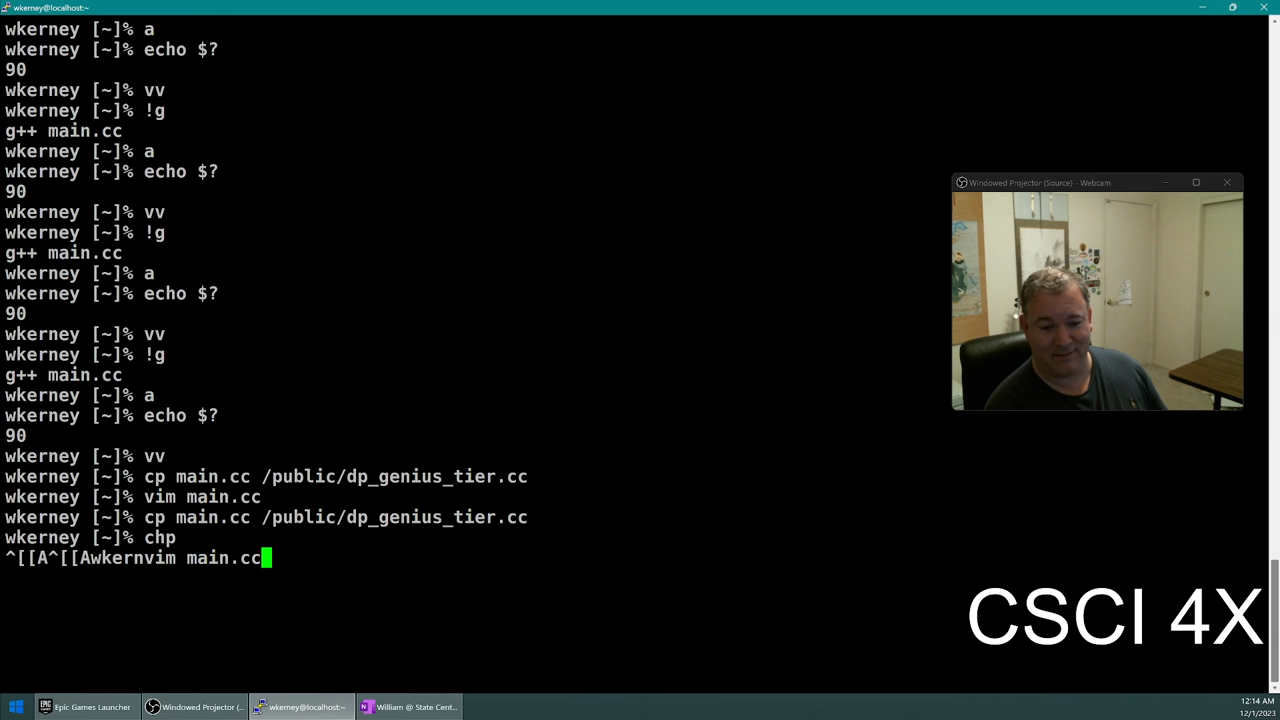 wkerney@localhost:~
wkerney [~]% a
wkerney [~]% echo $?
90
wkerney [~]% vv
wkerney [~]% !g
g++ main.cc
wkerney [~]% a
wkerney [~]% echo $?
90
wkerney [~]% vv
wkerney [~]% !g
g++ main.cc
wkerney [~]% a
wkerney [~]% echo $?
90
wkerney [~]% vv
wkerney [~]% !g
g++ main.cc
wkerney [~]% a
wkerney [~]% echo $?
90
wkerney [~]% vv
wkerney [~]% cp main.cc /public/dp_genius_tier.cc
wkerney [~]% vim main.cc
wkerney [~]% cp main.cc /public/dp_genius_tier.cc
wkerney [~]% chp
^[[A^[[Awkernvim main.cc
Windowed Projector (Source) - Webcam
CSCI 4X
Epic Games Launcher
Windowed Projector (...
wkerney@localhost:~
William @ State Cent...
12:14 AM
12/1/2023